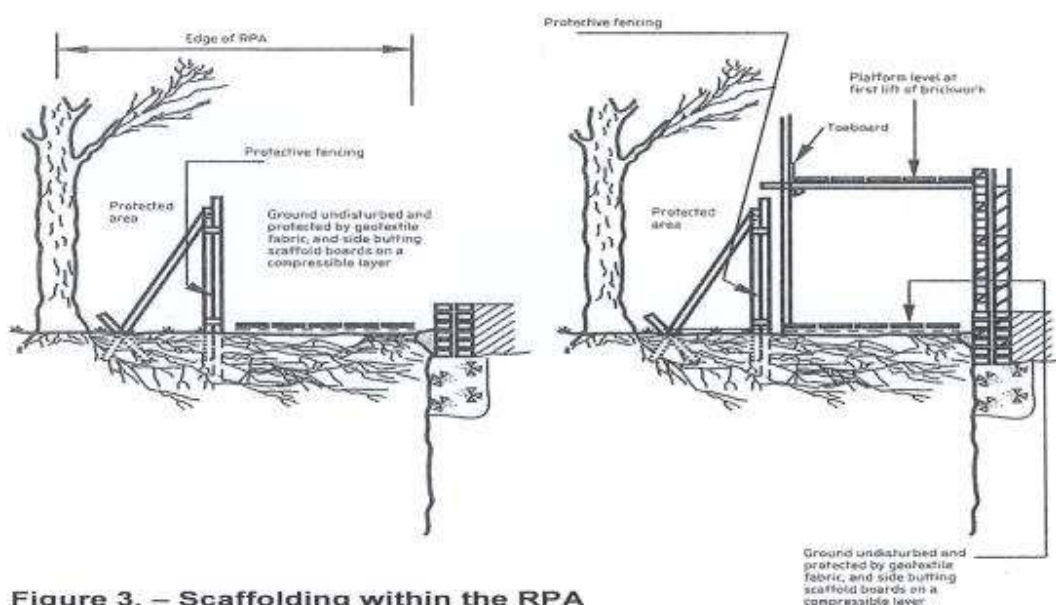 Edge of RPA
Protective fencing
Protected
area
Ground undisturbed and
protected by geotextile
fabric, and side butting
scaffold boards on a
compressible layer
Protective fencing
Platform level at
first lift of brickwork
Toeboard
Protected
area
Ground undisturbed and
protected by geotextile
fabric, and side butting
scaffold boards on a
compressible layer
Figure 3. – Scaffolding within the RPA